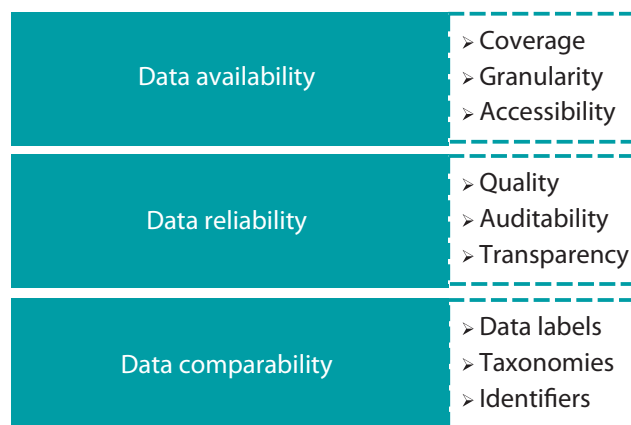 Data availability
➢ Coverage
➢ Granularity
➢ Accessibility
Data reliability
➢ Quality
➢ Auditability
➢ Transparency
Data comparability
➢ Data labels
➢ Taxonomies
➢ Identifiers